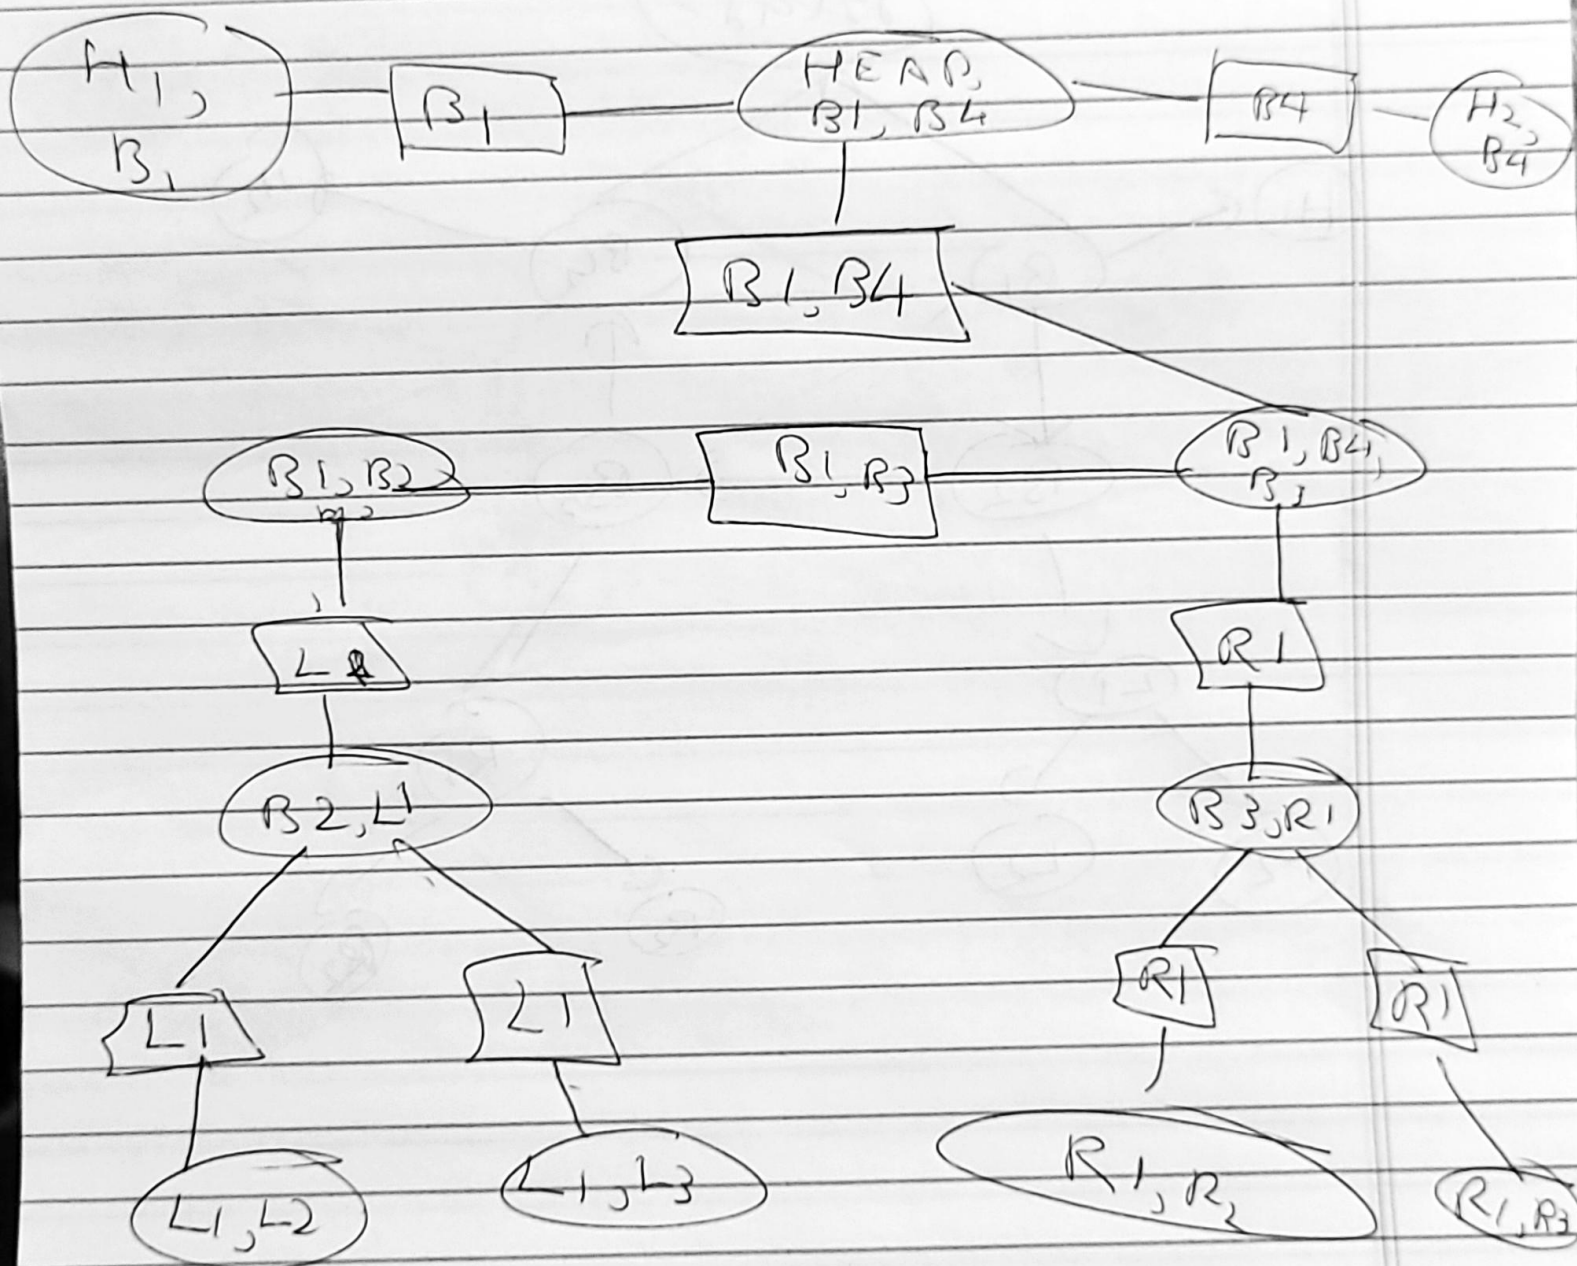 H1,
B1
B1
HEAD,
B1, B4
B4
H2,
B4
B1, B4
B1, B2
B1, B3
B1, B4,
B3
L
R1
B2, L1
B3, R1
L1
L1
R1
R1
L1, L2
L1, L3
R1, R2
R1, R3